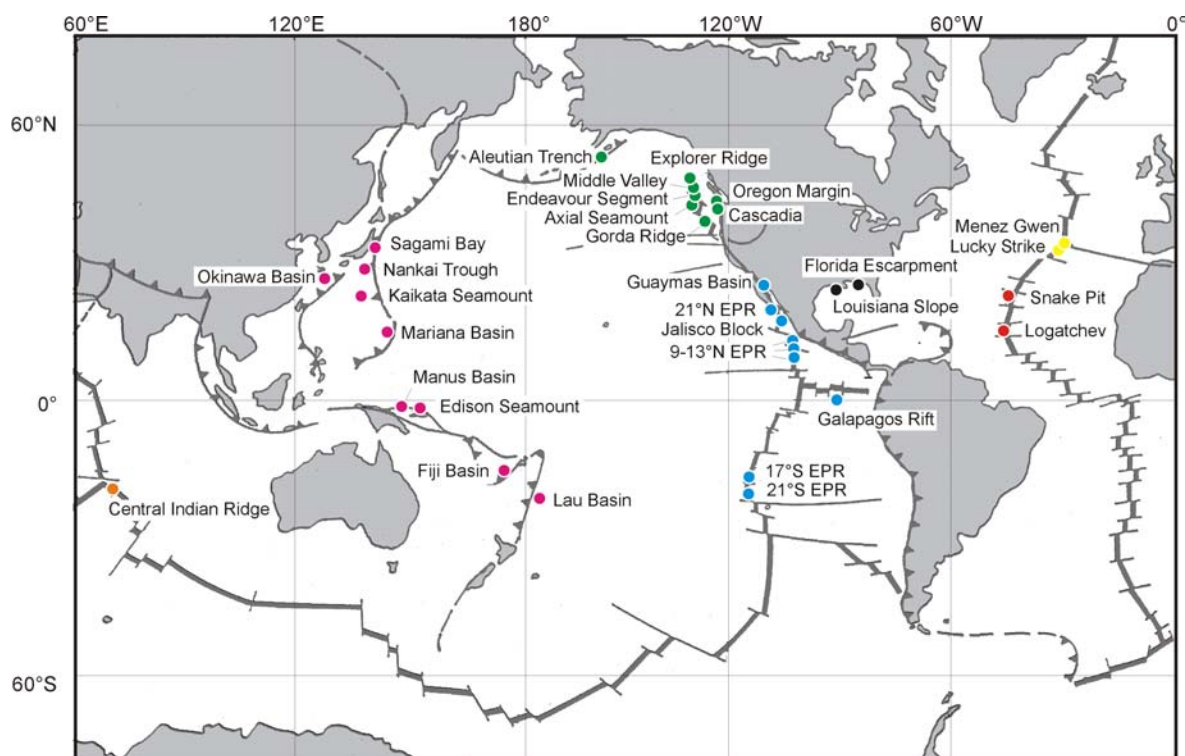 60°E
120°E
180°
120°W
60°W
0°
60°N
0°
60°S
Aleutian Trench
Explorer Ridge
Middle Valley
Endeavour Segment
Axial Seamount
Gorda Ridge
Oregon Margin
Cascadia
Menez Gwen
Lucky Strike
Sagami Bay
Okinawa Basin
Nankai Trough
Kaikata Seamount
Mariana Basin
Guaymas Basin
21°N EPR
Jalisco Block
9-13°N EPR
Florida Escarpment
Louisiana Slope
Snake Pit
Logatchev
Manus Basin
Edison Seamount
Galapagos Rift
Fiji Basin
Lau Basin
17°S EPR
21°S EPR
Central Indian Ridge